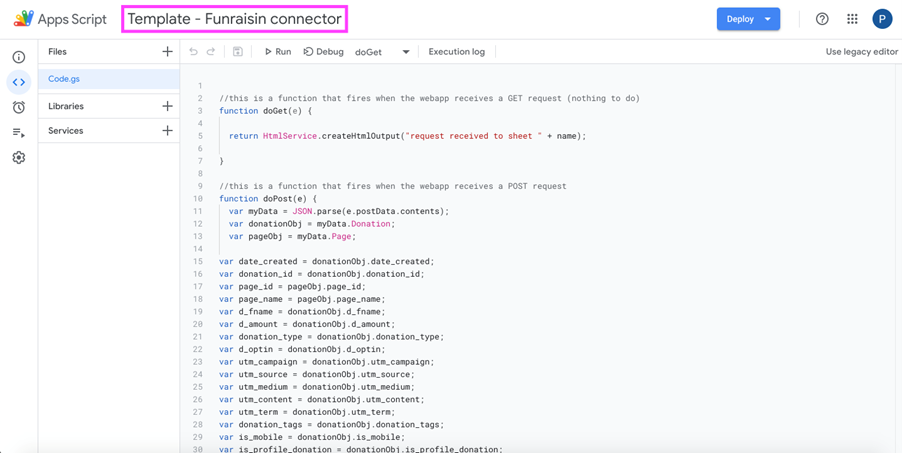 Apps Script
Template - Funraisin connector
Deploy
P
Files
Run
Debug
doGet
Execution log
Use legacy editor
Code.gs
Libraries
Services
1
2 //this is a function that fires when the webapp receives a GET request (nothing to do)
3 function doGet(e) {
4
5 return HtmlService.createHtmlOutput("request received to sheet " + name);
6
7 }
8
9 //this is a function that fires when the webapp receives a POST request
10 function doPost(e) {
11 var myData = JSON.parse(e.postData.contents);
12 var donationObj = myData.Donation;
13 var pageObj = myData.Page;
14
15 var date_created = donationObj.date_created;
16 var donation_id = donationObj.donation_id;
17 var page_id = pageObj.page_id;
18 var page_name = pageObj.page_name;
19 var d_fname = donationObj.d_fname;
20 var d_amount = donationObj.d_amount;
21 var donation_type = donationObj.donation_type;
22 var d_optin = donationObj.d_optin;
23 var utm_campaign = donationObj.utm_campaign;
24 var utm_source = donationObj.utm_source;
25 var utm_medium = donationObj.utm_medium;
26 var utm_content = donationObj.utm_content;
27 var utm_term = donationObj.utm_term;
28 var donation_tags = donationObj.donation_tags;
29 var is_mobile = donationObj.is_mobile;
30 var is_profile_donation = donationObj.is_profile_donation;